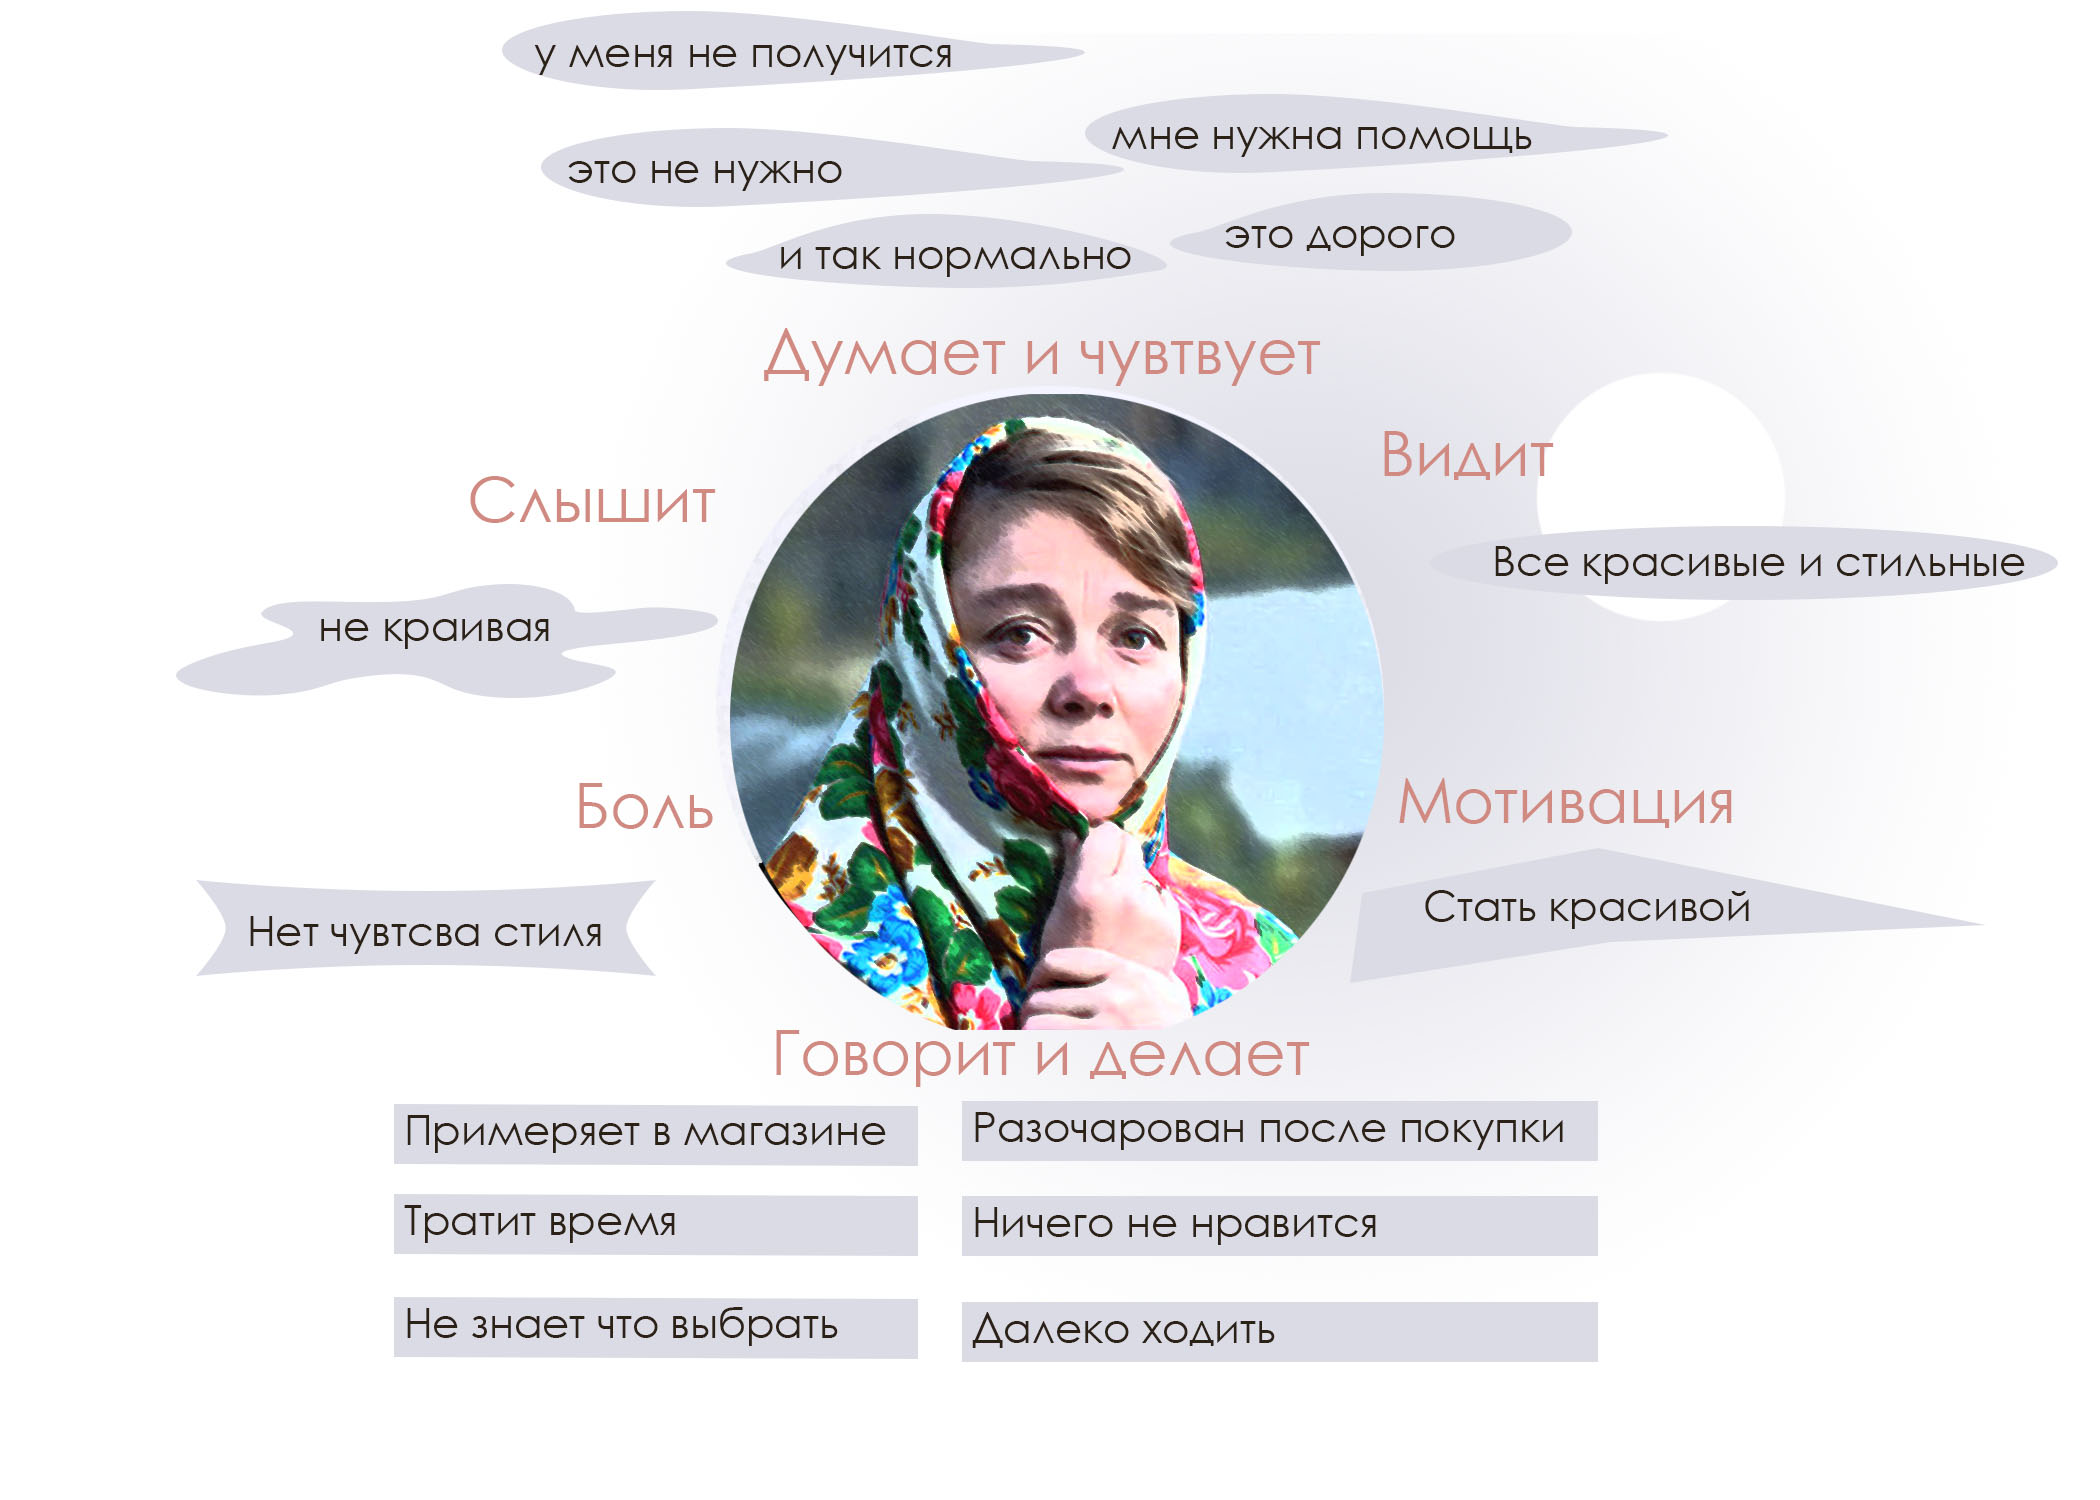 у меня не получится
мне нужна помощь
это не нужно
это дорого
и так нормально
Думает и чувтвует
Видит
Слышит
Все красивые и стильные
не краивая
Боль
Мотивация
Стать красивой
Нет чувтсва стиля
Говорит и делает
Примеряет в магазине
Разочарован после покупки
Тратит время
Ничего не нравится
Не знает что выбрать
Далеко ходить